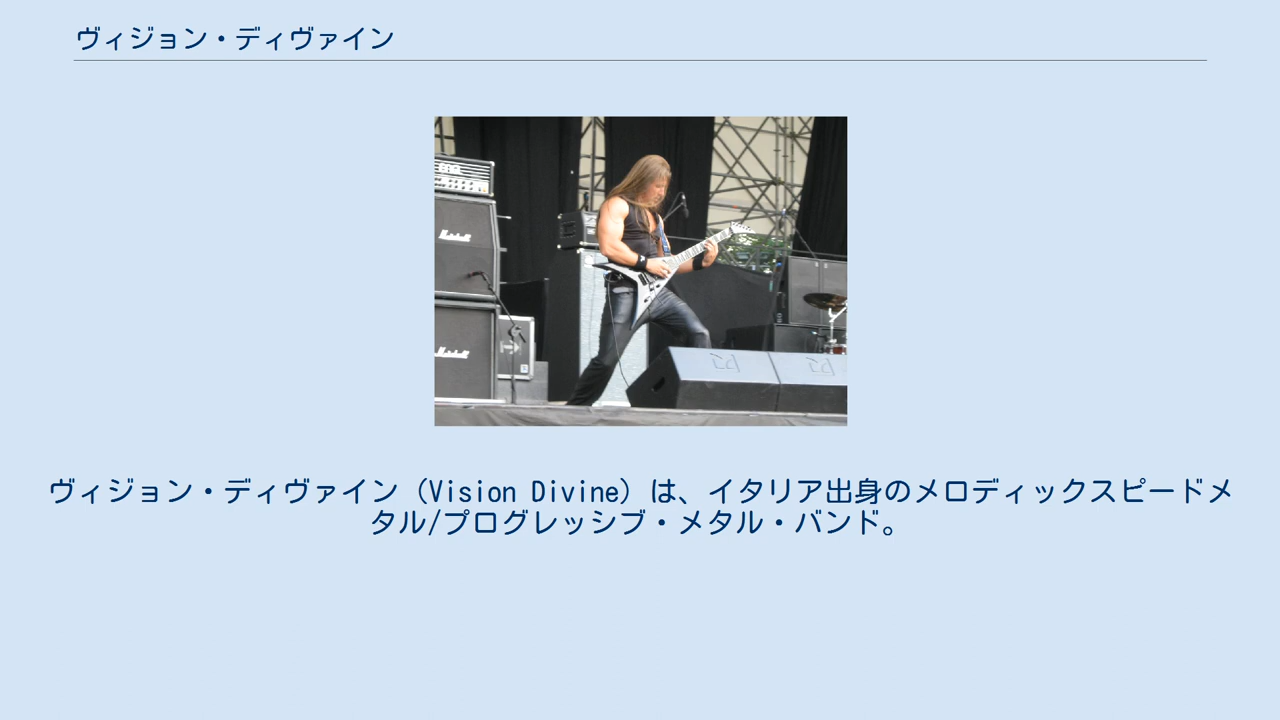 ヴィジョン・ディヴァイン
Marshall
Marshall
ヴィジョン・ディヴァイン（Vision Divine）は、イタリア出身のメロディックスピードメ
タル/プログレッシブ・メタル・バンド。